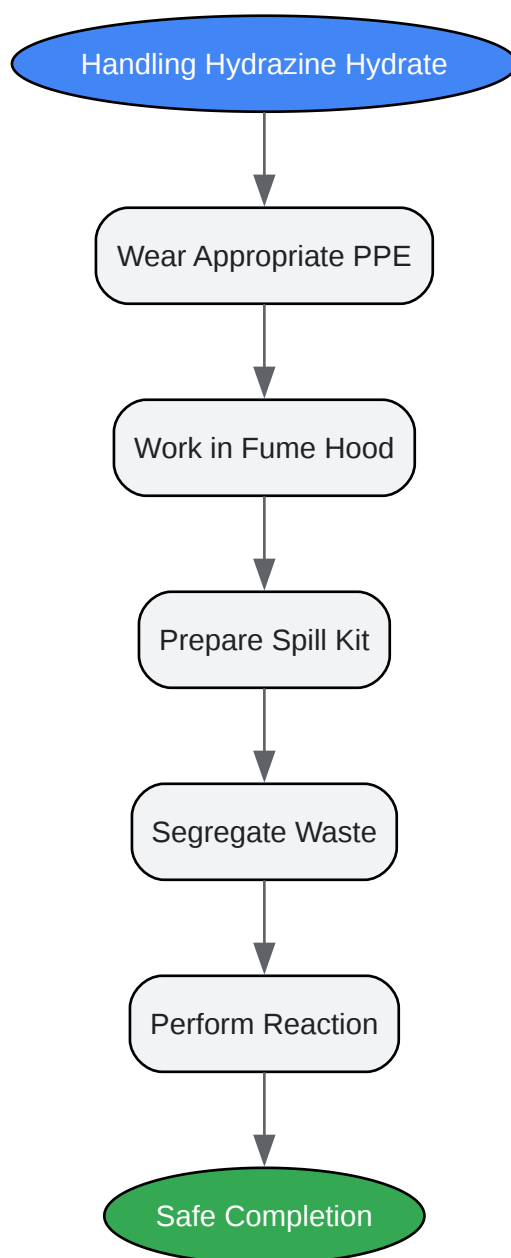 Handling Hydrazine Hydrate
Wear Appropriate PPE
Work in Fume Hood
Prepare Spill Kit
Segregate Waste
Perform Reaction
Safe Completion